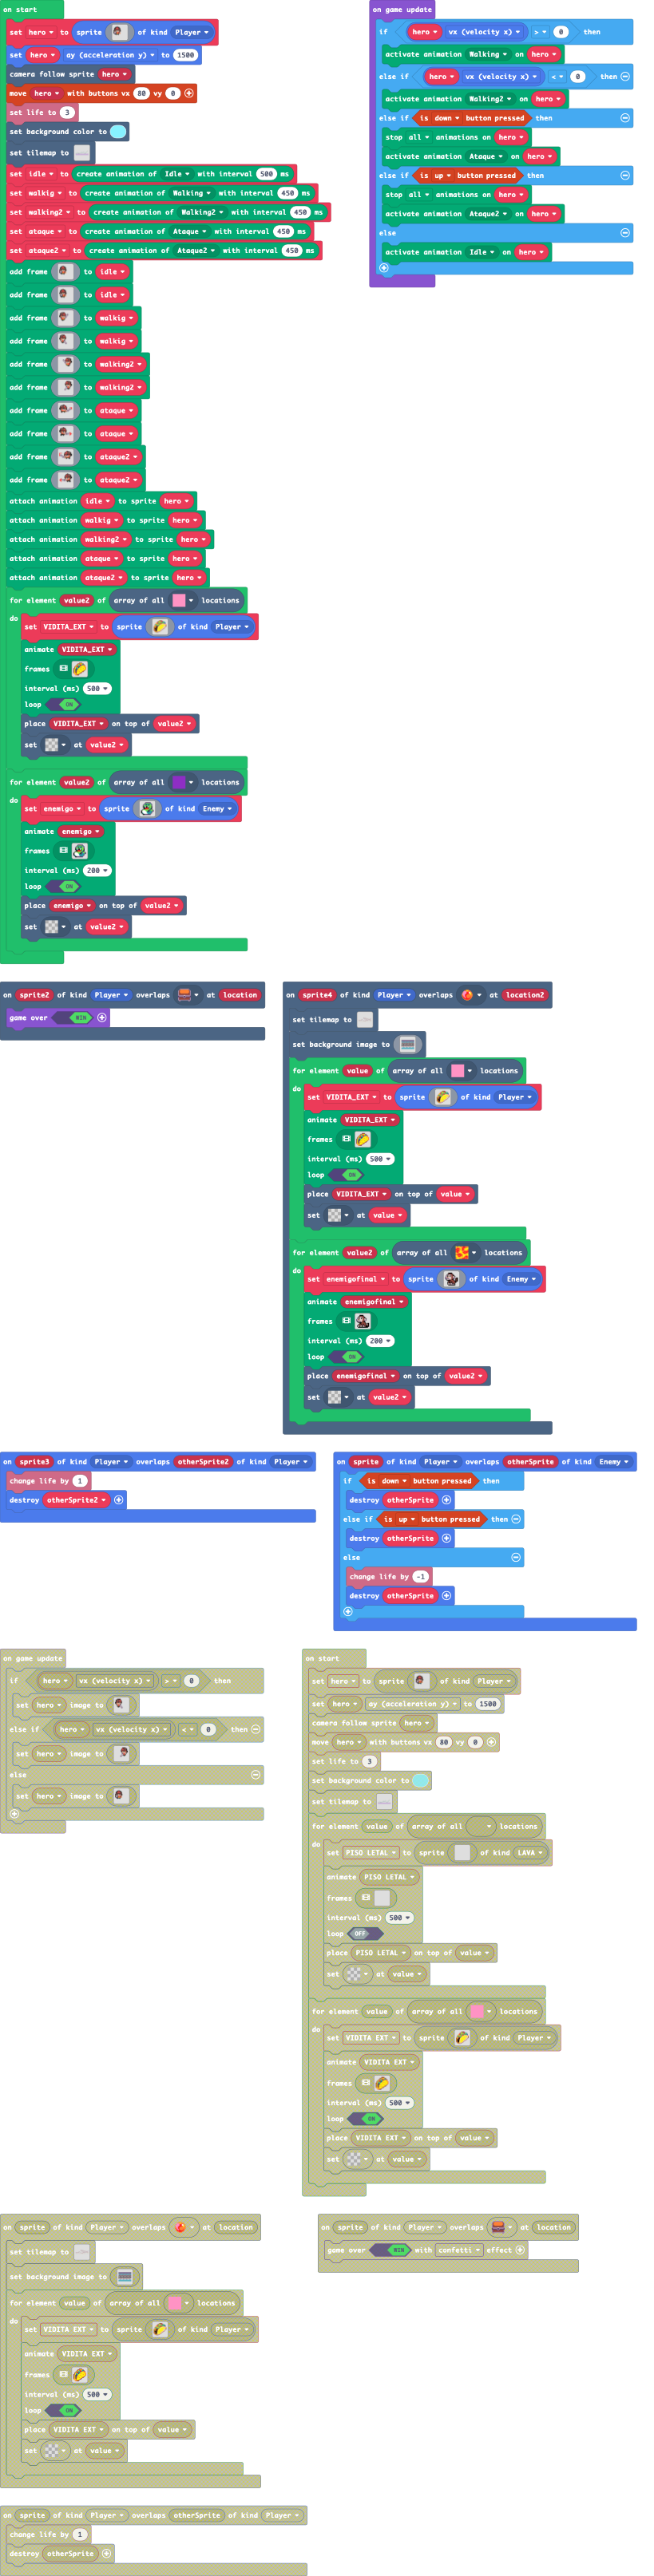 on start
set hero to sprite of kind Player
set hero ay (acceleration y) to 1500
camera follow sprite hero
move hero with buttons vx 80 vy 0
set life to 3
set background color to
set tilemap to
set idle to create animation of Idle with interval 500 ms
set walkig to create animation of Walking with interval 450 ms
set walking2 to create animation of Walking2 with interval 450 ms
set ataque to create animation of Ataque with interval 450 ms
set ataque2 to create animation of Ataque2 with interval 450 ms
add frame to idle
add frame to idle
add frame to walkig
add frame to walkig
add frame to walking2
add frame to walking2
add frame to ataque
add frame to ataque
add frame to ataque2
add frame to ataque2
attach animation idle to sprite hero
attach animation walkig to sprite hero
attach animation walking2 to sprite hero
attach animation ataque to sprite hero
attach animation ataque2 to sprite hero
for element value2 of array of all locations
do
set VIDITA_EXT to sprite of kind Player
animate VIDITA_EXT
frames
interval (ms) 500
loop ON
place VIDITA_EXT on top of value2
set at value2
for element value2 of array of all locations
do
set enemigo to sprite of kind Enemy
animate enemigo
frames
interval (ms) 200
loop ON
place enemigo on top of value2
set at value2
on game update
if hero vx (velocity x) > 0 then
activate animation Walking on hero
else if hero vx (velocity x) < 0 then
activate animation Walking2 on hero
else if is down button pressed then
stop all animations on hero
activate animation Ataque on hero
else if is up button pressed then
stop all animations on hero
activate animation Ataque2 on hero
else
activate animation Idle on hero
on sprite2 of kind Player overlaps at location
game over WIN
on sprite4 of kind Player overlaps at location2
set tilemap to
set background image to
for element value of array of all locations
do
set VIDITA_EXT to sprite of kind Player
animate VIDITA_EXT
frames
interval (ms) 500
loop ON
place VIDITA_EXT on top of value
set at value
for element value2 of array of all locations
do
set enemigofinal to sprite of kind Enemy
animate enemigofinal
frames
interval (ms) 200
loop ON
place enemigofinal on top of value2
set at value2
on sprite3 of kind Player overlaps otherSprite2 of kind Player
change life by 1
destroy otherSprite2
on sprite of kind Player overlaps otherSprite of kind Enemy
if is down button pressed then
destroy otherSprite
else if is up button pressed then
destroy otherSprite
else
change life by -1
destroy otherSprite
on game update
if hero vx (velocity x) > 0 then
set hero image to
else if hero vx (velocity x) < 0 then
set hero image to
else
set hero image to
on start
set hero to sprite of kind Player
set hero ay (acceleration y) to 1500
camera follow sprite hero
move hero with buttons vx 80 vy 0
set life to 3
set background color to
set tilemap to
for element value of array of all locations
do
set PISO LETAL to sprite of kind LAVA
animate PISO LETAL
frames
interval (ms) 500
loop OFF
place PISO LETAL on top of value
set at value
for element value of array of all locations
do
set VIDITA EXT to sprite of kind Player
animate VIDITA EXT
frames
interval (ms) 500
loop ON
place VIDITA EXT on top of value
set at value
on sprite of kind Player overlaps at location
set tilemap to
set background image to
for element value of array of all locations
do
set VIDITA EXT to sprite of kind Player
animate VIDITA EXT
frames
interval (ms) 500
loop ON
place VIDITA EXT on top of value
set at value
on sprite of kind Player overlaps at location
game over WIN with confetti effect
on sprite of kind Player overlaps otherSprite of kind Player
change life by 1
destroy otherSprite